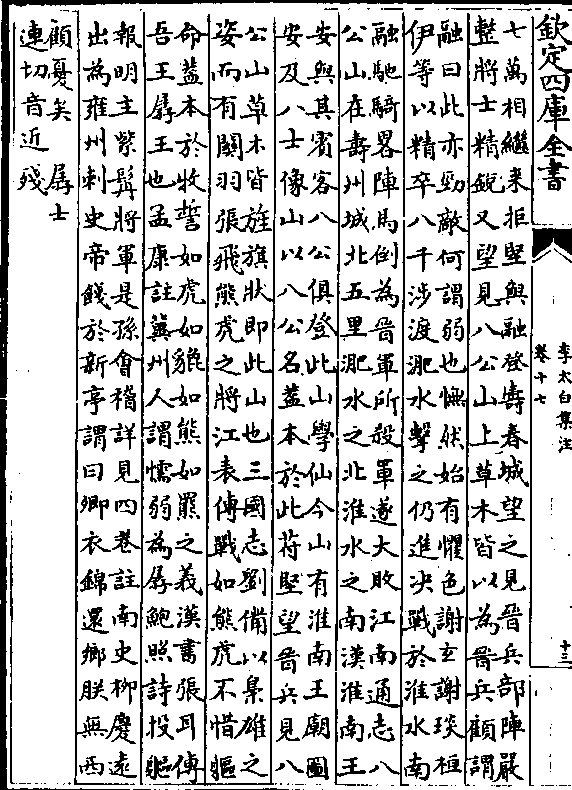 欽定四庫全書
李太白集注
卷十七
十三
七萬相繼来拒堅與融登壽春城望之見晉兵部陣嚴
整將士精銳又望見八公山上草木皆以為晉兵顧謂
融曰此亦勁敵何謂弱也憮然始有懼色謝玄謝琰桓
伊等以精卒八千涉渡淝水擊之仍進决戰於淝水南
融馳騎畧陣馬倒為晉軍所殺軍遂大敗江南通志八
公山在壽州城北五里淝水之北淮水之南漢淮南王
安與其賓客八公俱登此山學仙今山有淮南王廟圖
安及八士像山以八公名盖本於此苻堅望晉兵見八
公山草木皆旌旗狀即此山也三國志劉備以梟雄之
姿而有關羽張飛熊虎之將江表傳戰如熊虎不惜軀
命盖本於牧誓如虎如貔如熊如羆之義漢書張耳傳
吾王孱王也孟康註冀州人謂懦弱為孱鮑照詩投軀
報明主紫髯將軍是孫會稽詳見四卷註南史柳慶遠
出為雍州刺史帝餞於新亭謂曰卿衣錦還鄉朕無西
顧憂矣 孱士
連切音近殘